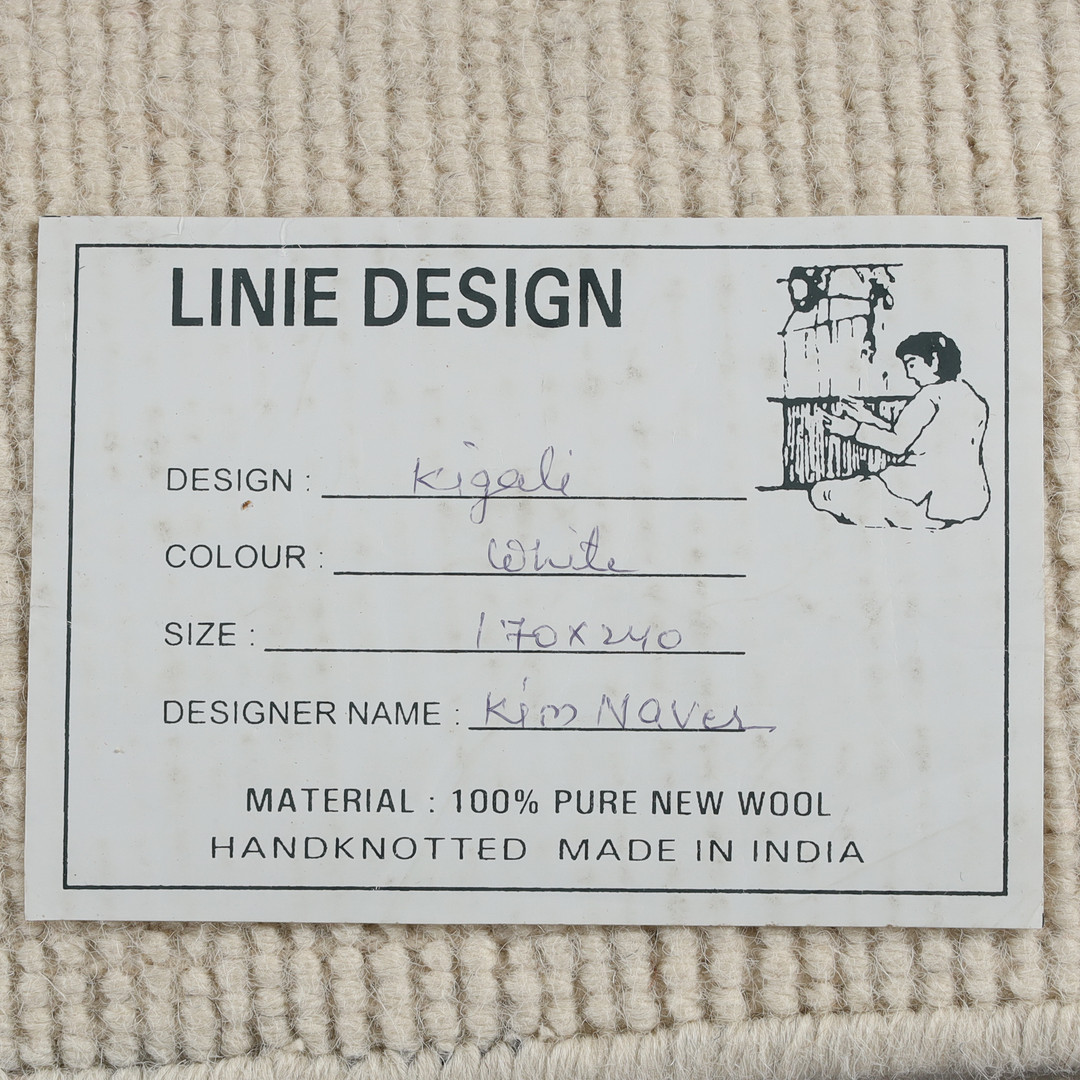 LINIE DESIGN
DESIGN : Kigali
COLOUR : White
SIZE : 170x240
DESIGNER NAME : Kim Naves
MATERIAL : 100% PURE NEW WOOL
HANDKNOTTED MADE IN INDIA